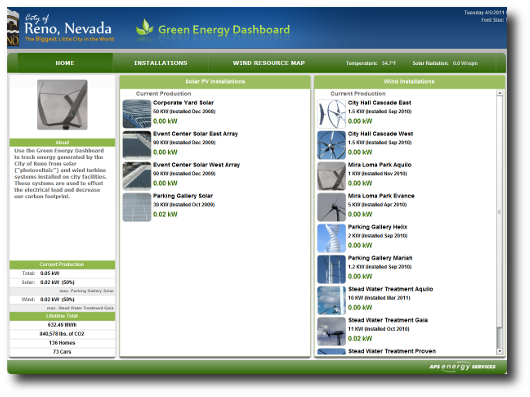 Tuesday 4/5/2011
Font Size:
City of
Reno, Nevada
The Biggest Little City in the World
Green Energy Dashboard
HOME
INSTALLATIONS
WIND RESOURCE MAP
Temperature: 54.7°F
Solar Radiation: 0.0 W/sqm
About
Use the Green Energy Dashboard
to track energy generated by the
City of Reno from solar
("photovoltaic") and wind turbine
systems installed on city facilities.
These systems are used to offset
the electrical load and decrease
our carbon footprint.
Current Production
Total: 0.05 kW
Solar: 0.02 kW (50%)
max: Parking Gallery Solar
Wind: 0.02 kW (50%)
max: Stead Water Treatment Gaia
Lifetime Total
632.49 MWh
840,578 lbs. of CO2
136 Homes
73 Cars
Solar PV Installations
Current Production
Corporate Yard Solar
50 KW (Installed Dec 2008)
0.00 kW
Event Center Solar East Array
90 KW (Installed Dec 2008)
0.00 kW
Event Center Solar West Array
90 KW (Installed Dec 2008)
0.00 kW
Parking Gallery Solar
30 KW (Installed Oct 2009)
0.02 kW
Wind Installations
Current Production
City Hall Cascade East
1.5 KW (Installed Sep 2010)
0.00 kW
City Hall Cascade West
1.5 KW (Installed Sep 2010)
0.00 kW
Mira Loma Park Aquilo
1 KW (Installed Nov 2010)
0.00 kW
Mira Loma Park Evance
5 KW (Installed Apr 2010)
0.00 kW
Parking Gallery Helix
2 KW (Installed Sep 2010)
0.00 kW
Parking Gallery Mariah
1.2 KW (Installed Sep 2010)
0.00 kW
Stead Water Treatment Aquilo
10 KW (Installed Mar 2011)
0.00 kW
Stead Water Treatment Gaia
11 KW (Installed Oct 2010)
0.02 kW
Stead Water Treatment Proven
APS energy SERVICES